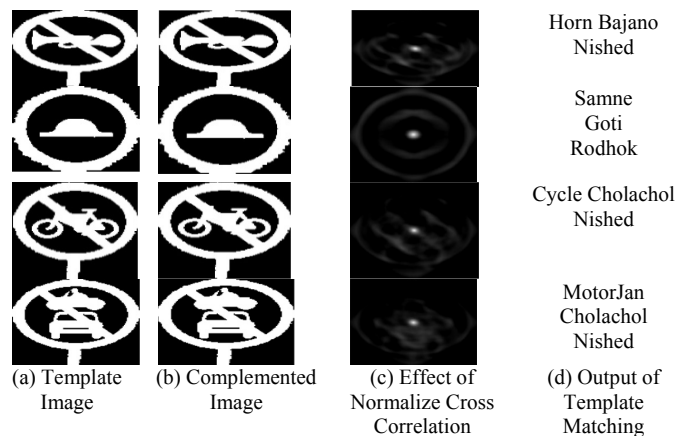 Horn Bajano
Nished
Samne
Goti
Rodhok
Cycle Cholachol
Nished
MotorJan
Cholachol
Nished
(a) Template
Image
(b) Complemented
Image
(c) Effect of
Normalize Cross
Correlation
(d) Output of
Template
Matching